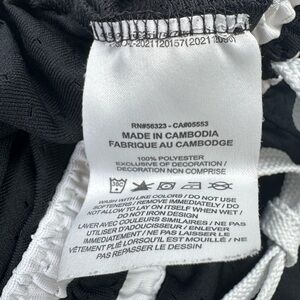 RN#56323 - CA#05553
MADE IN CAMBODIA
FABRIQUE AU CAMBODGE
100% POLYESTER
EXCLUSIVE OF DECORATION /
DECORATION NON COMPRISE
WASH WITH LIKE COLORS / DO NOT USE
SOFTENERS / REMOVE IMMEDIATELY / DO
NOT ALLOW TO LAY ON ITSELF WHEN WET /
DO NOT IRON DESIGN
LAVER AVEC COULEURS SIMILAIRES / NE PAS
UTILISER D'ADOUCISSEUR / ENLEVER
IMMEDIATEMENT / NE PAS LAISSER LE
VÊTEMENT PLIÉ LORSQU'IL EST MOUILLÉ / NE
PAS REPASSER LE DESSIN